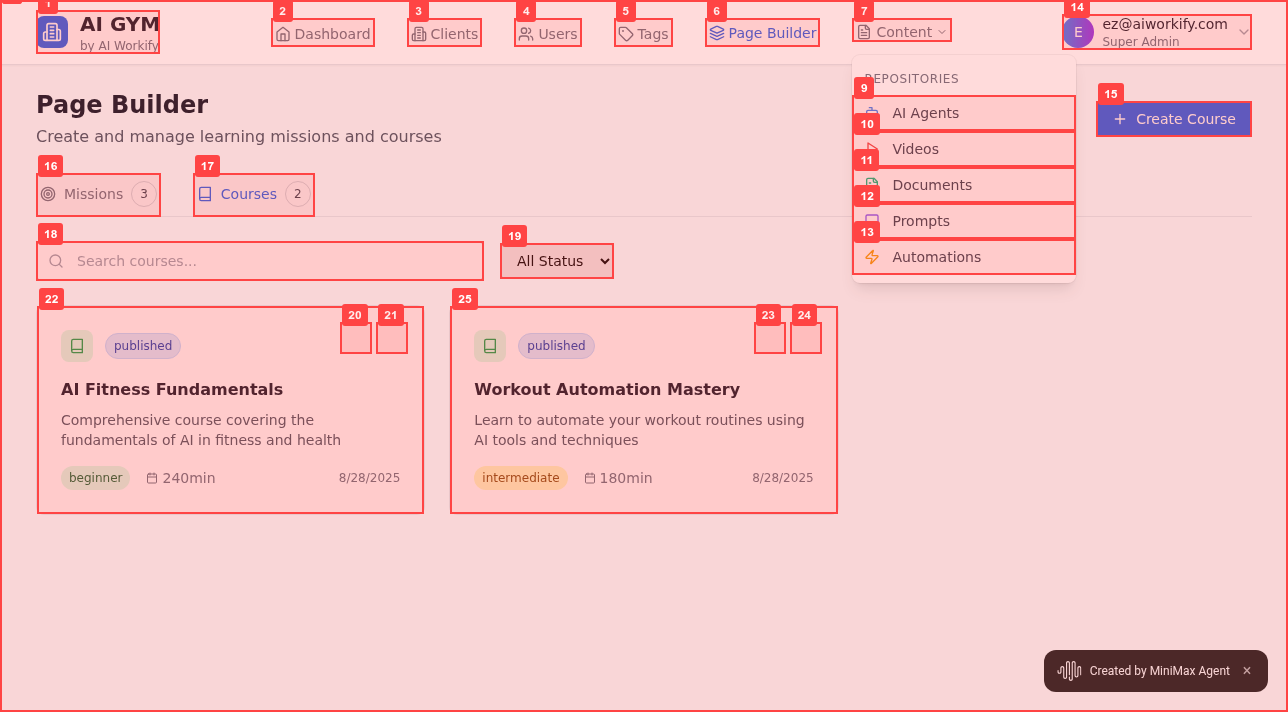 1
AI GYM
by AI Workify
2
Dashboard
3
Clients
4
Users
5
Tags
6
Page Builder
7
Content
14
E
ez@aiworkify.com
Super Admin
REPOSITORIES
9
AI Agents
10
Videos
11
Documents
12
Prompts
13
Automations
Page Builder
Create and manage learning missions and courses
15
+ Create Course
16
Missions 3
17
Courses 2
18
Search courses...
19
All Status
22
20
21
published
AI Fitness Fundamentals
Comprehensive course covering the
fundamentals of AI in fitness and health
beginner 240min 8/28/2025
25
23
24
published
Workout Automation Mastery
Learn to automate your workout routines using
AI tools and techniques
intermediate 180min 8/28/2025
Created by MiniMax Agent ×